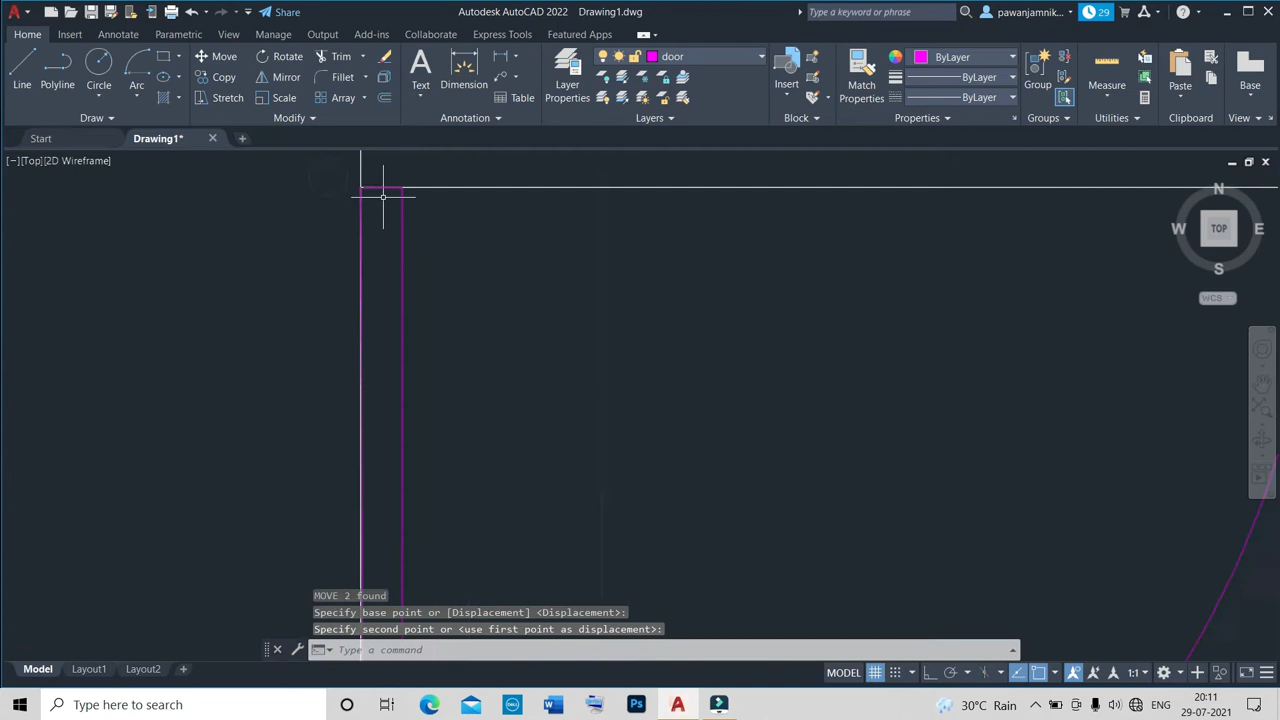 Share
Autodesk AutoCAD 2022 Drawing1.dwg
Type a keyword or phrase
pawanjamnik...
29
Home Insert Annotate Parametric View Manage Output Add-ins Collaborate Express Tools Featured Apps
Line Polyline Circle Arc
Move Rotate Trim
Copy Mirror Fillet
Stretch Scale Array
Text Dimension Table
Layer Properties
door
Insert
Match Properties
ByLayer
ByLayer
ByLayer
Group
Measure
Paste
Base
Draw Modify Annotation Layers Block Properties Groups Utilities Clipboard View
Start Drawing1*
[−][Top][2D Wireframe]
N
W TOP E
S
WCS
MOVE 2 found
Specify base point or [Displacement] <Displacement>:
Specify second point or <use first point as displacement>:
Type a command
Model Layout1 Layout2
MODEL 1:1
Type here to search
30°C Rain
ENG
20:11
29-07-2021